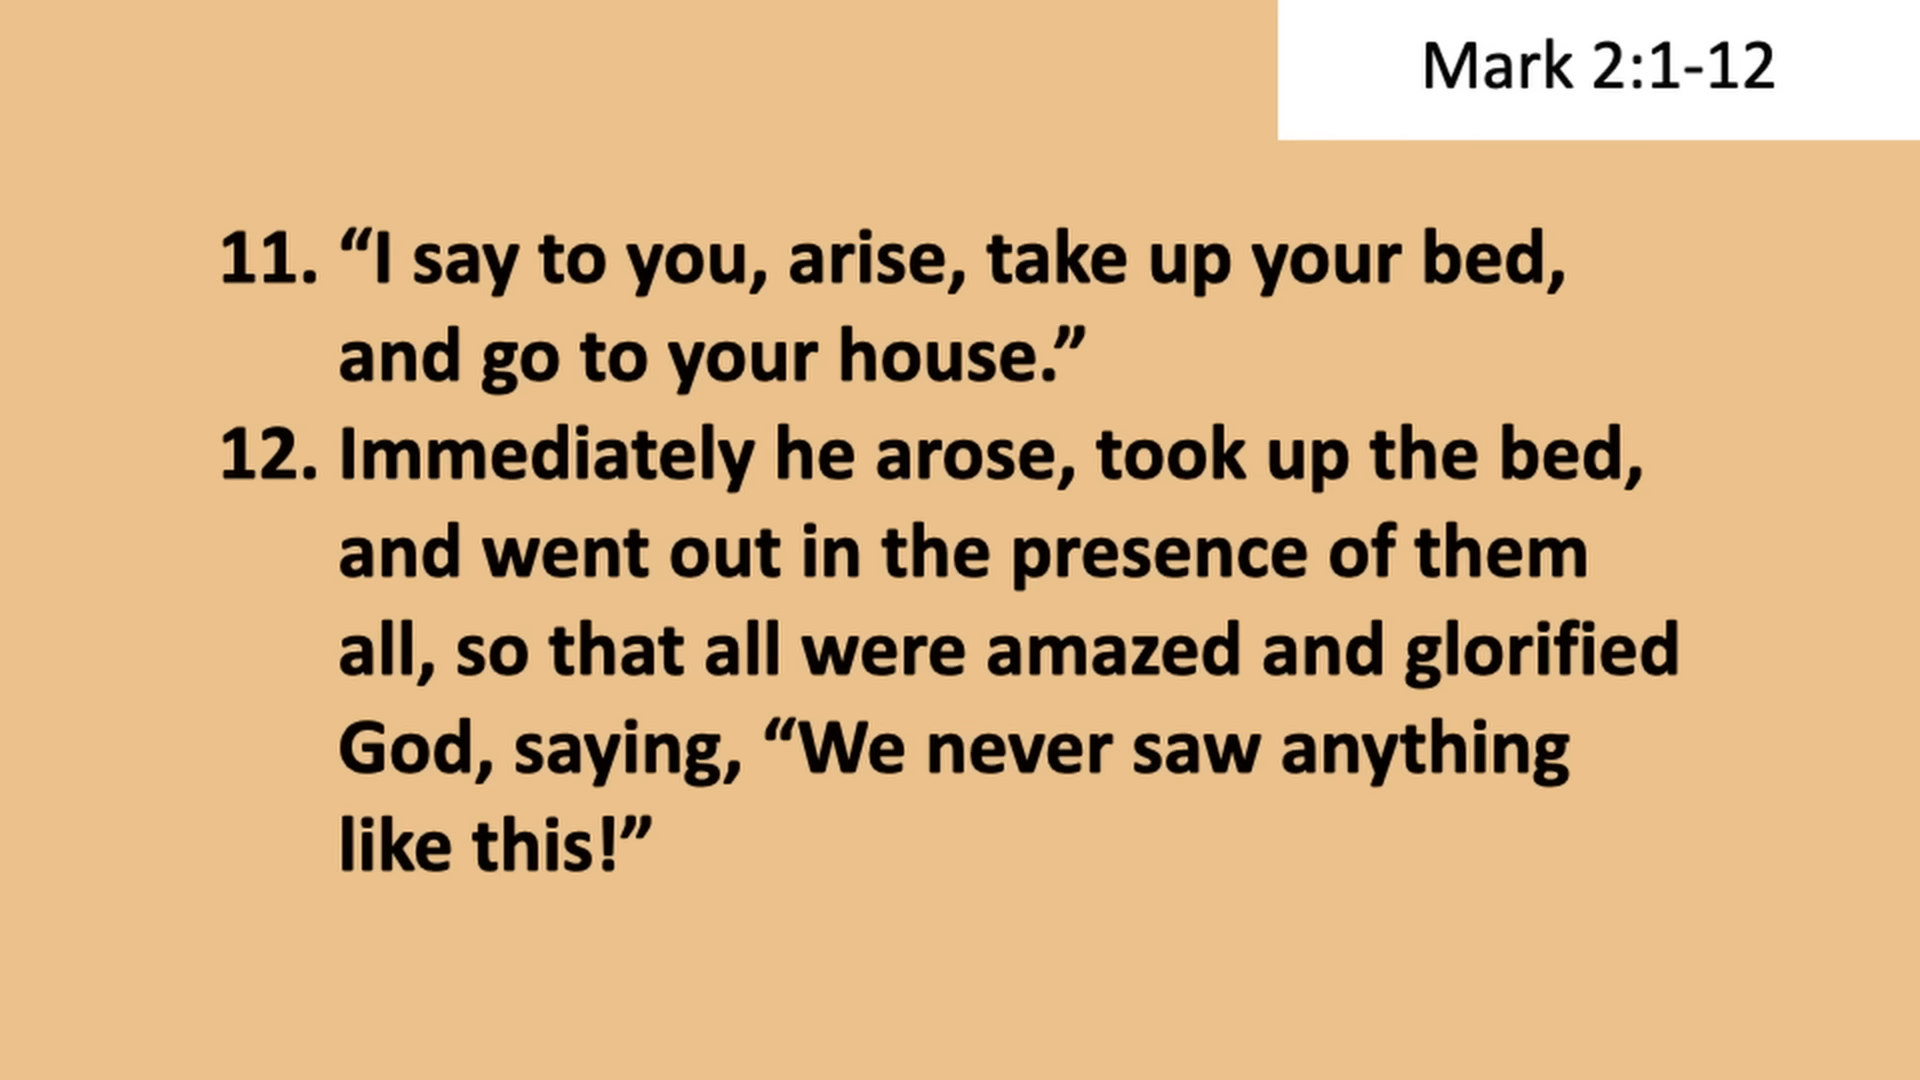 Mark 2:1-12
11. “I say to you, arise, take up your bed,
and go to your house.”
12. Immediately he arose, took up the bed,
and went out in the presence of them
all, so that all were amazed and glorified
God, saying, “We never saw anything
like this!”